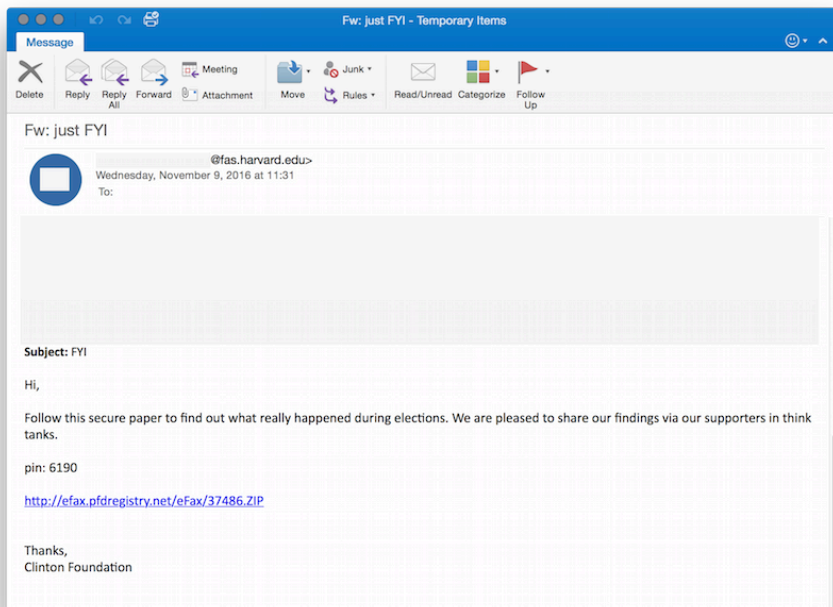 Fw: just FYI - Temporary Items
Message
Delete
Reply
Reply
All
Forward
Meeting
Attachment
Move
Junk
Rules
Read/Unread
Categorize
Follow
Up
Fw: just FYI
@fas.harvard.edu>
Wednesday, November 9, 2016 at 11:31
To:
Subject: FYI
Hi,
Follow this secure paper to find out what really happened during elections. We are pleased to share our findings via our supporters in think
tanks.
pin: 6190
http://efax.pfdregistry.net/eFax/37486.ZIP
Thanks,
Clinton Foundation